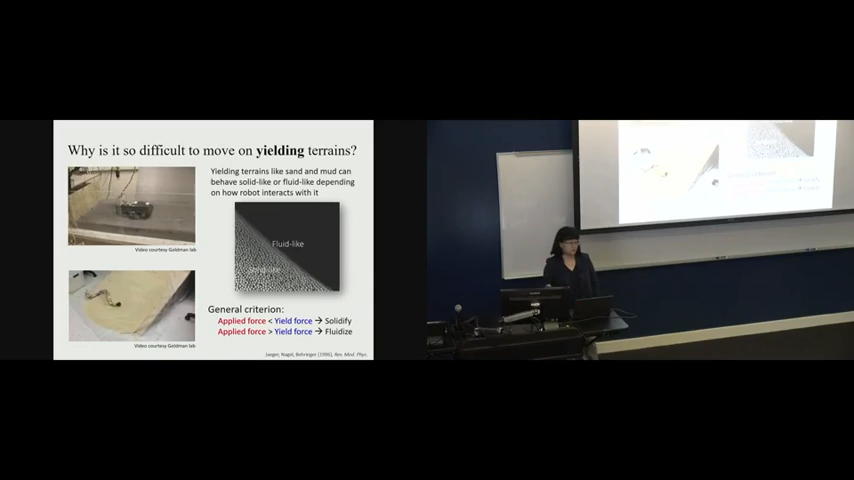 Why is it so difficult to move on yielding terrains?
Yielding terrains like sand and mud can
behave solid-like or fluid-like depending
on how robot interacts with it
Video courtesy Goldman lab
Fluid-like
Solid-like
General criterion:
Applied force < Yield force → Solidify
Applied force > Yield force → Fluidize
Video courtesy Goldman lab
Jaeger, Nagel, Behringer (1996), Rev. Mod. Phys.